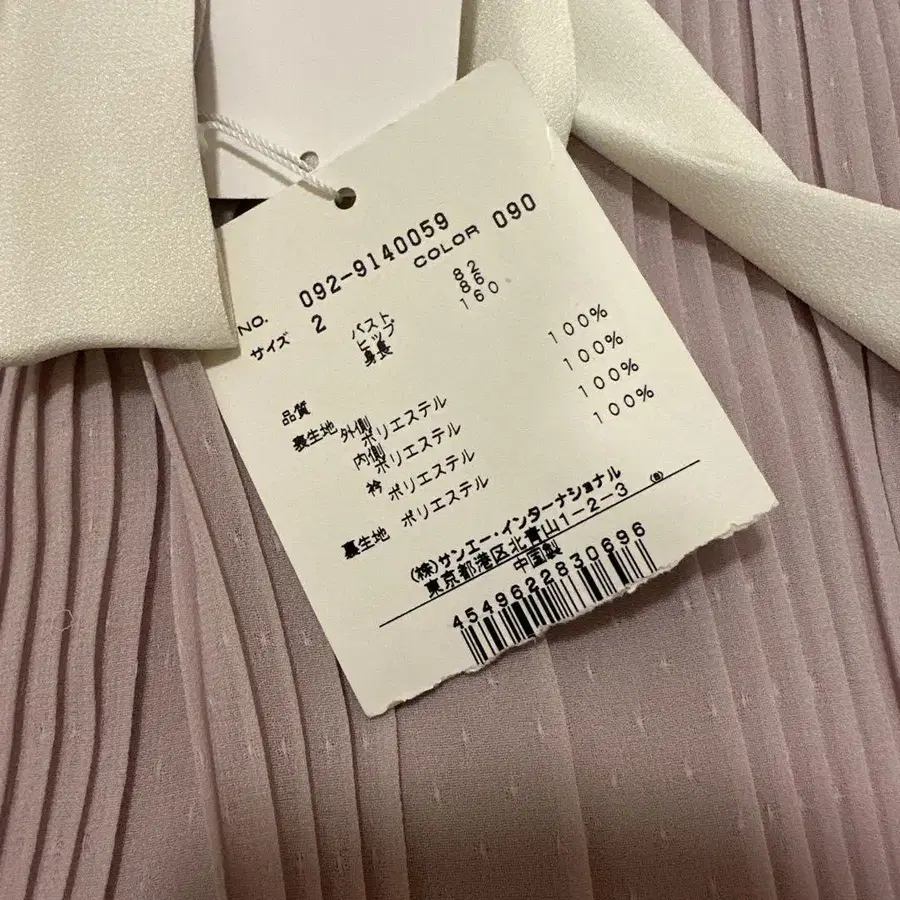 NO. 092-9140059
COLOR 090
サイズ 2 バスト 82
ヒップ 86
身長 160
品質
表生地 外側 ポリエステル 100%
内側 ポリエステル 100%
衿 ポリエステル 100%
裏生地 ポリエステル 100%
(株)サンエー・インターナショナル
東京都港区北青山1-2-3
中国製
4549622830696